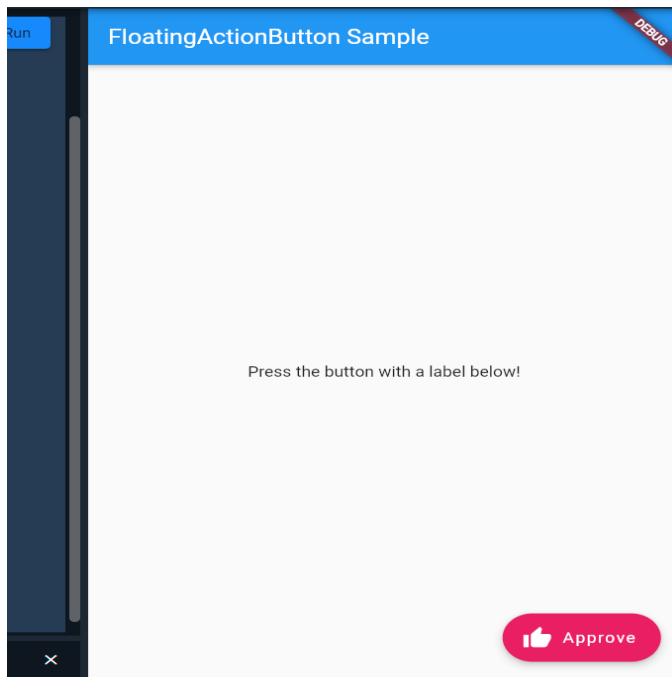 Run
FloatingActionButton Sample
DEBUG
Press the button with a label below!
Approve